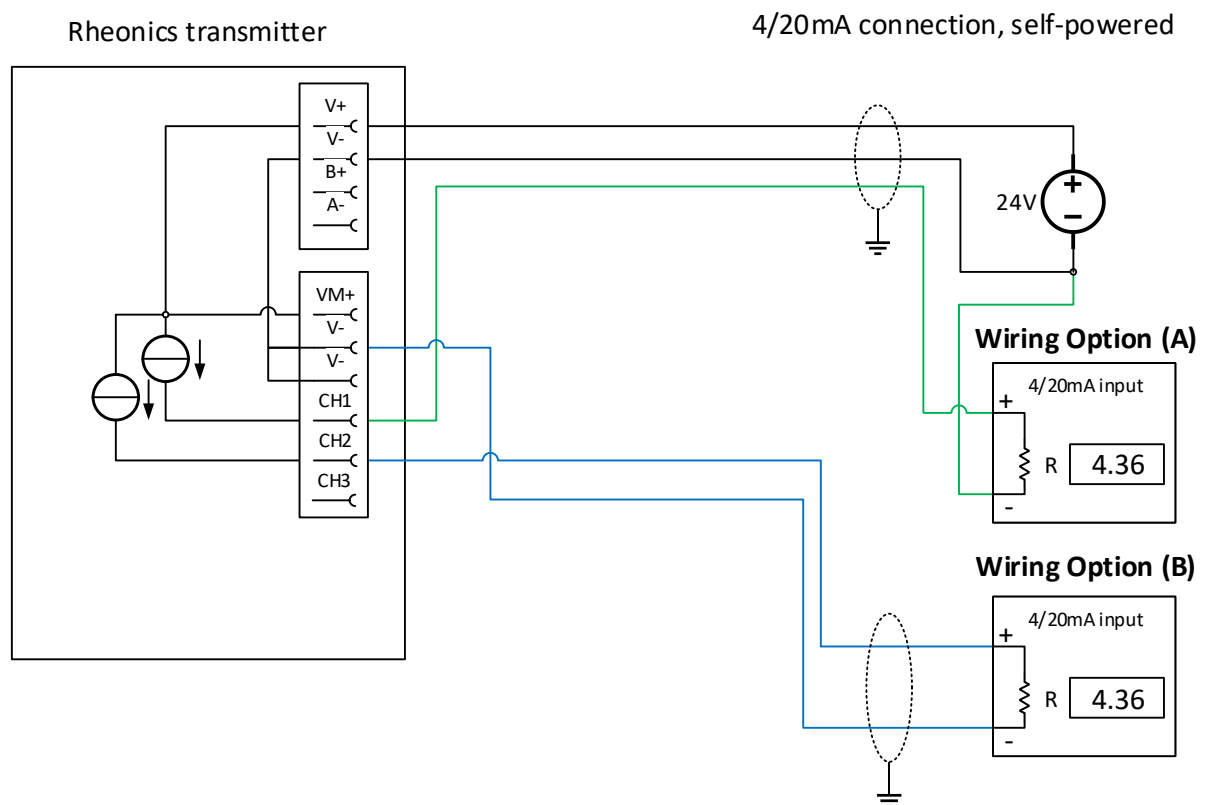 Rheonics transmitter
4/20mA connection, self-powered
V+
V-
B+
A-
VM+
V-
V-
CH1
CH2
CH3
24V
+
−
Wiring Option (A)
4/20mA input
+
R 4.36
-
Wiring Option (B)
4/20mA input
+
R 4.36
-